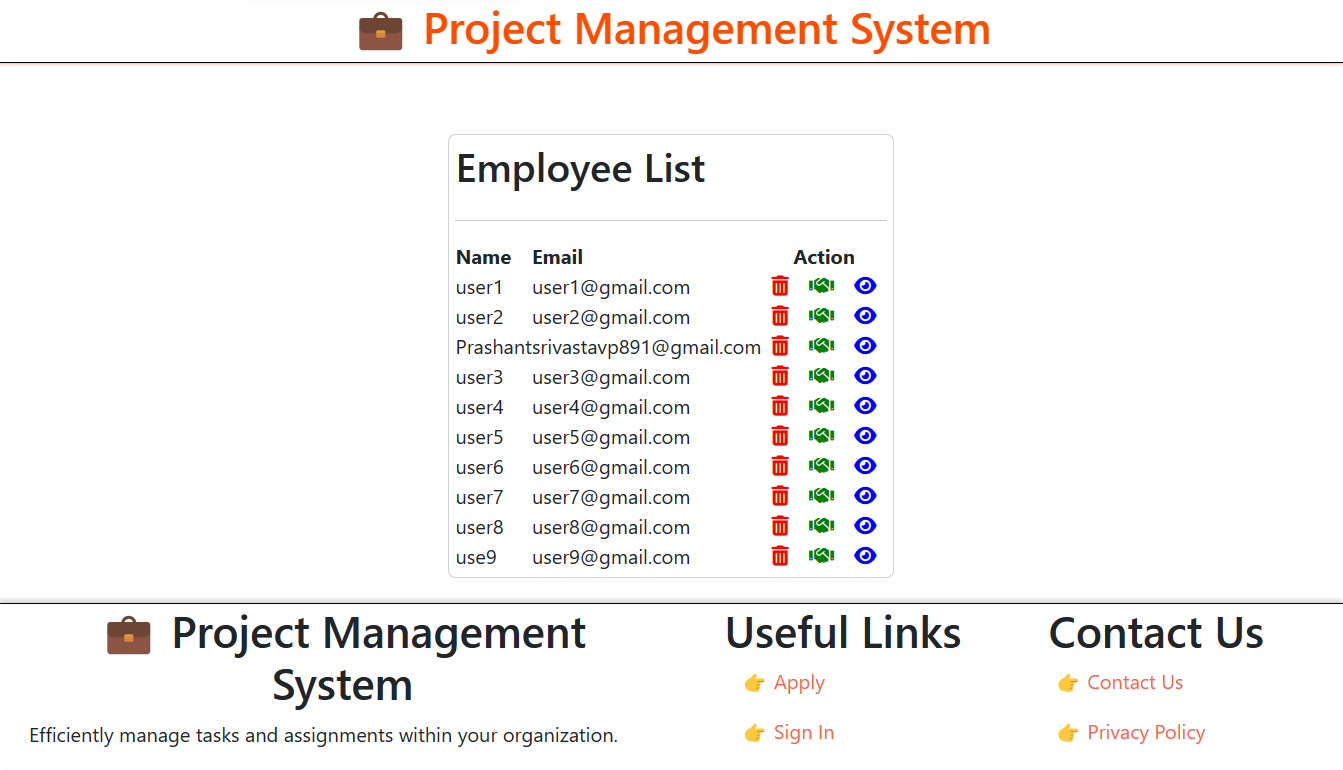 Project Management System
Employee List
Name Email Action
user1 user1@gmail.com
user2 user2@gmail.com
Prashantsrivastavp891@gmail.com
user3 user3@gmail.com
user4 user4@gmail.com
user5 user5@gmail.com
user6 user6@gmail.com
user7 user7@gmail.com
user8 user8@gmail.com
use9 user9@gmail.com
Project Management
System
Efficiently manage tasks and assignments within your organization.
Useful Links
Apply
Sign In
Contact Us
Contact Us
Privacy Policy